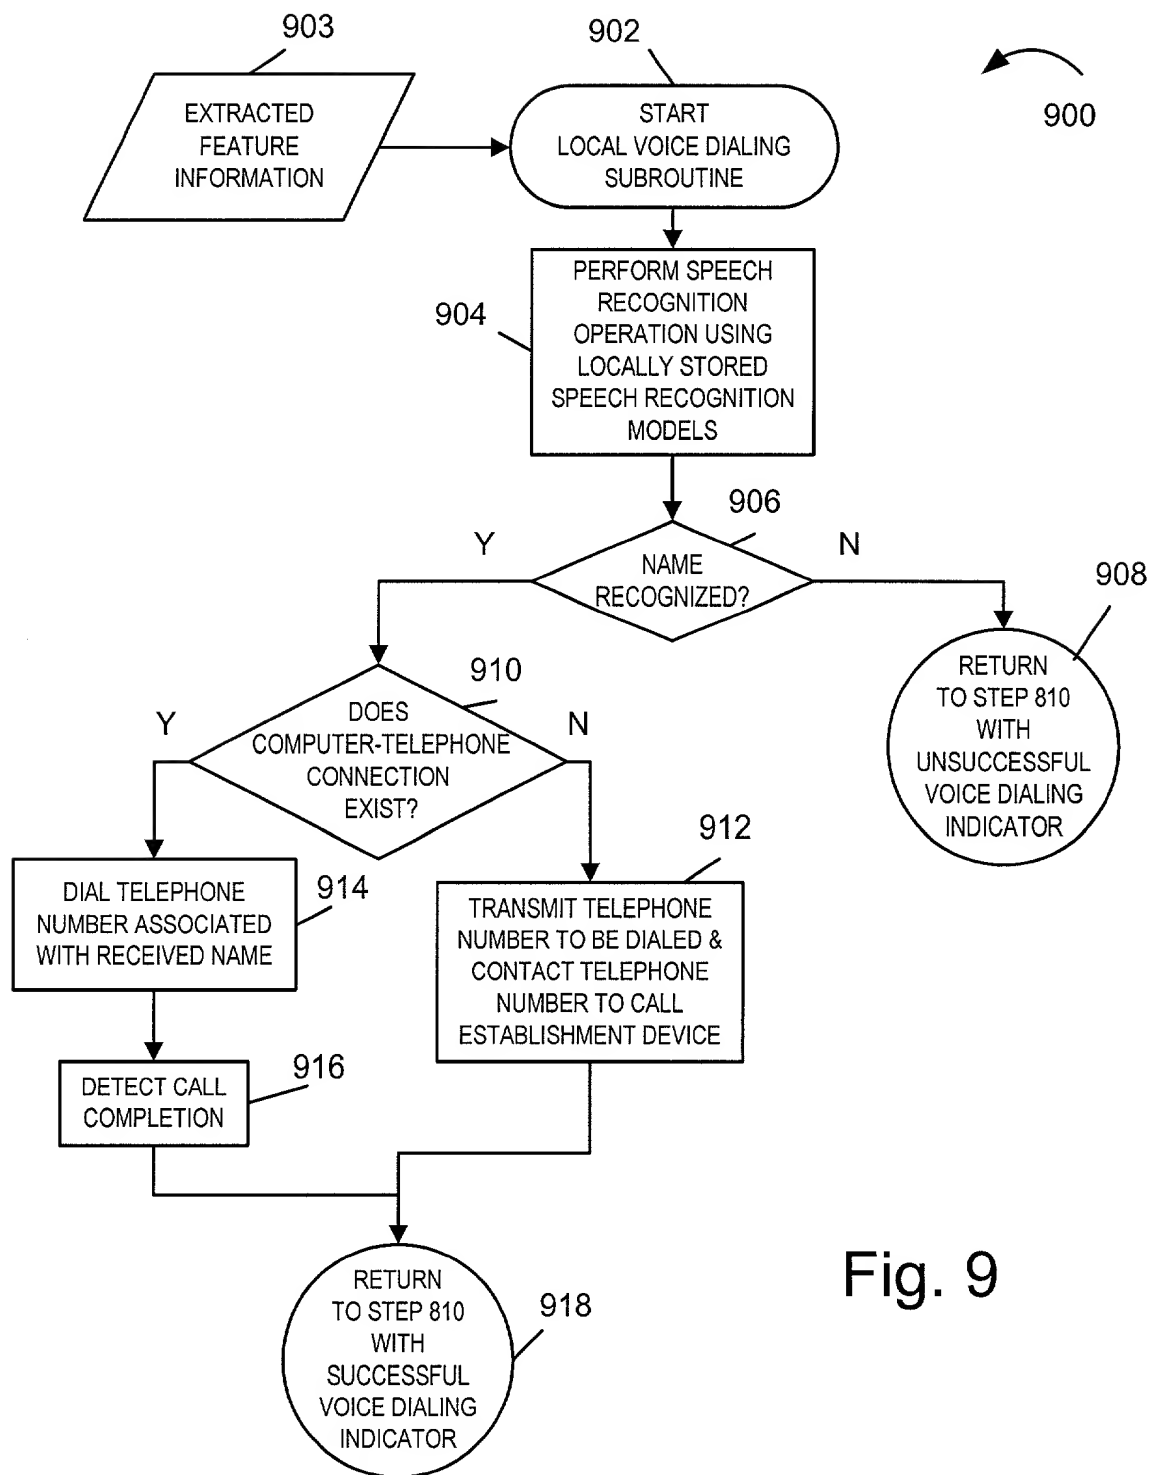 903
902
900
EXTRACTED
FEATURE
INFORMATION
START
LOCAL VOICE DIALING
SUBROUTINE
904
PERFORM SPEECH
RECOGNITION
OPERATION USING
LOCALLY STORED
SPEECH RECOGNITION
MODELS
906
Y
N
NAME
RECOGNIZED?
908
RETURN
TO STEP 810
WITH
UNSUCCESSFUL
VOICE DIALING
INDICATOR
910
Y
N
DOES
COMPUTER-TELEPHONE
CONNECTION
EXIST?
912
914
DIAL TELEPHONE
NUMBER ASSOCIATED
WITH RECEIVED NAME
TRANSMIT TELEPHONE
NUMBER TO BE DIALED &
CONTACT TELEPHONE
NUMBER TO CALL
ESTABLISHMENT DEVICE
916
DETECT CALL
COMPLETION
918
RETURN
TO STEP 810
WITH
SUCCESSFUL
VOICE DIALING
INDICATOR
Fig. 9